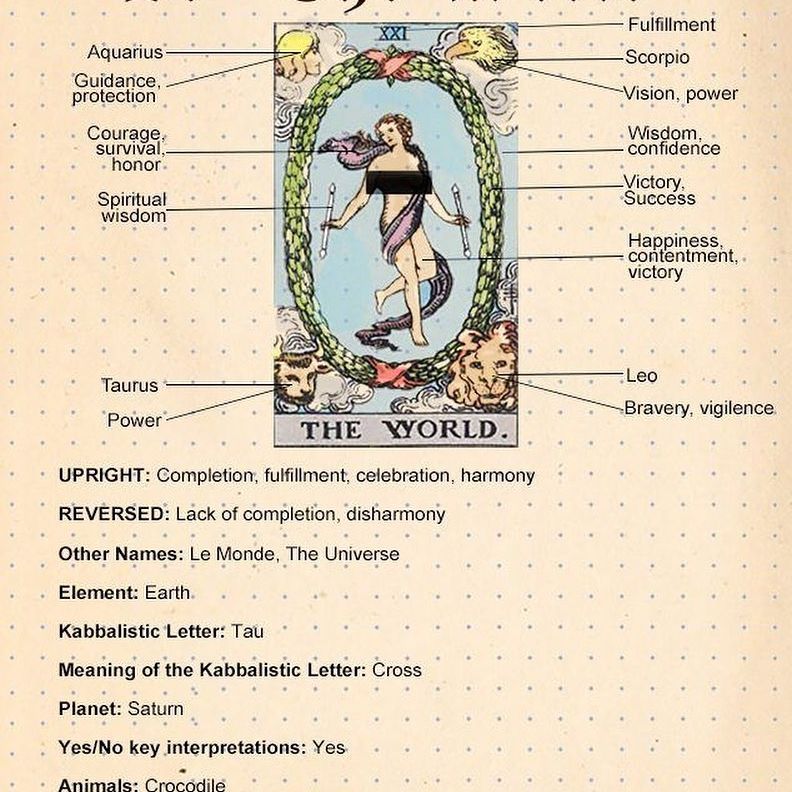 XXI
Aquarius
Guidance,
protection
Courage,
survival,
honor
Spiritual
wisdom
Taurus
Power
Fulfillment
Scorpio
Vision, power
Wisdom,
confidence
Victory,
Success
Happiness,
contentment,
victory
Leo
Bravery, vigilence
THE WORLD.
UPRIGHT: Completion, fulfillment, celebration, harmony
REVERSED: Lack of completion, disharmony
Other Names: Le Monde, The Universe
Element: Earth
Kabbalistic Letter: Tau
Meaning of the Kabbalistic Letter: Cross
Planet: Saturn
Yes/No key interpretations: Yes
Animals: Crocodile